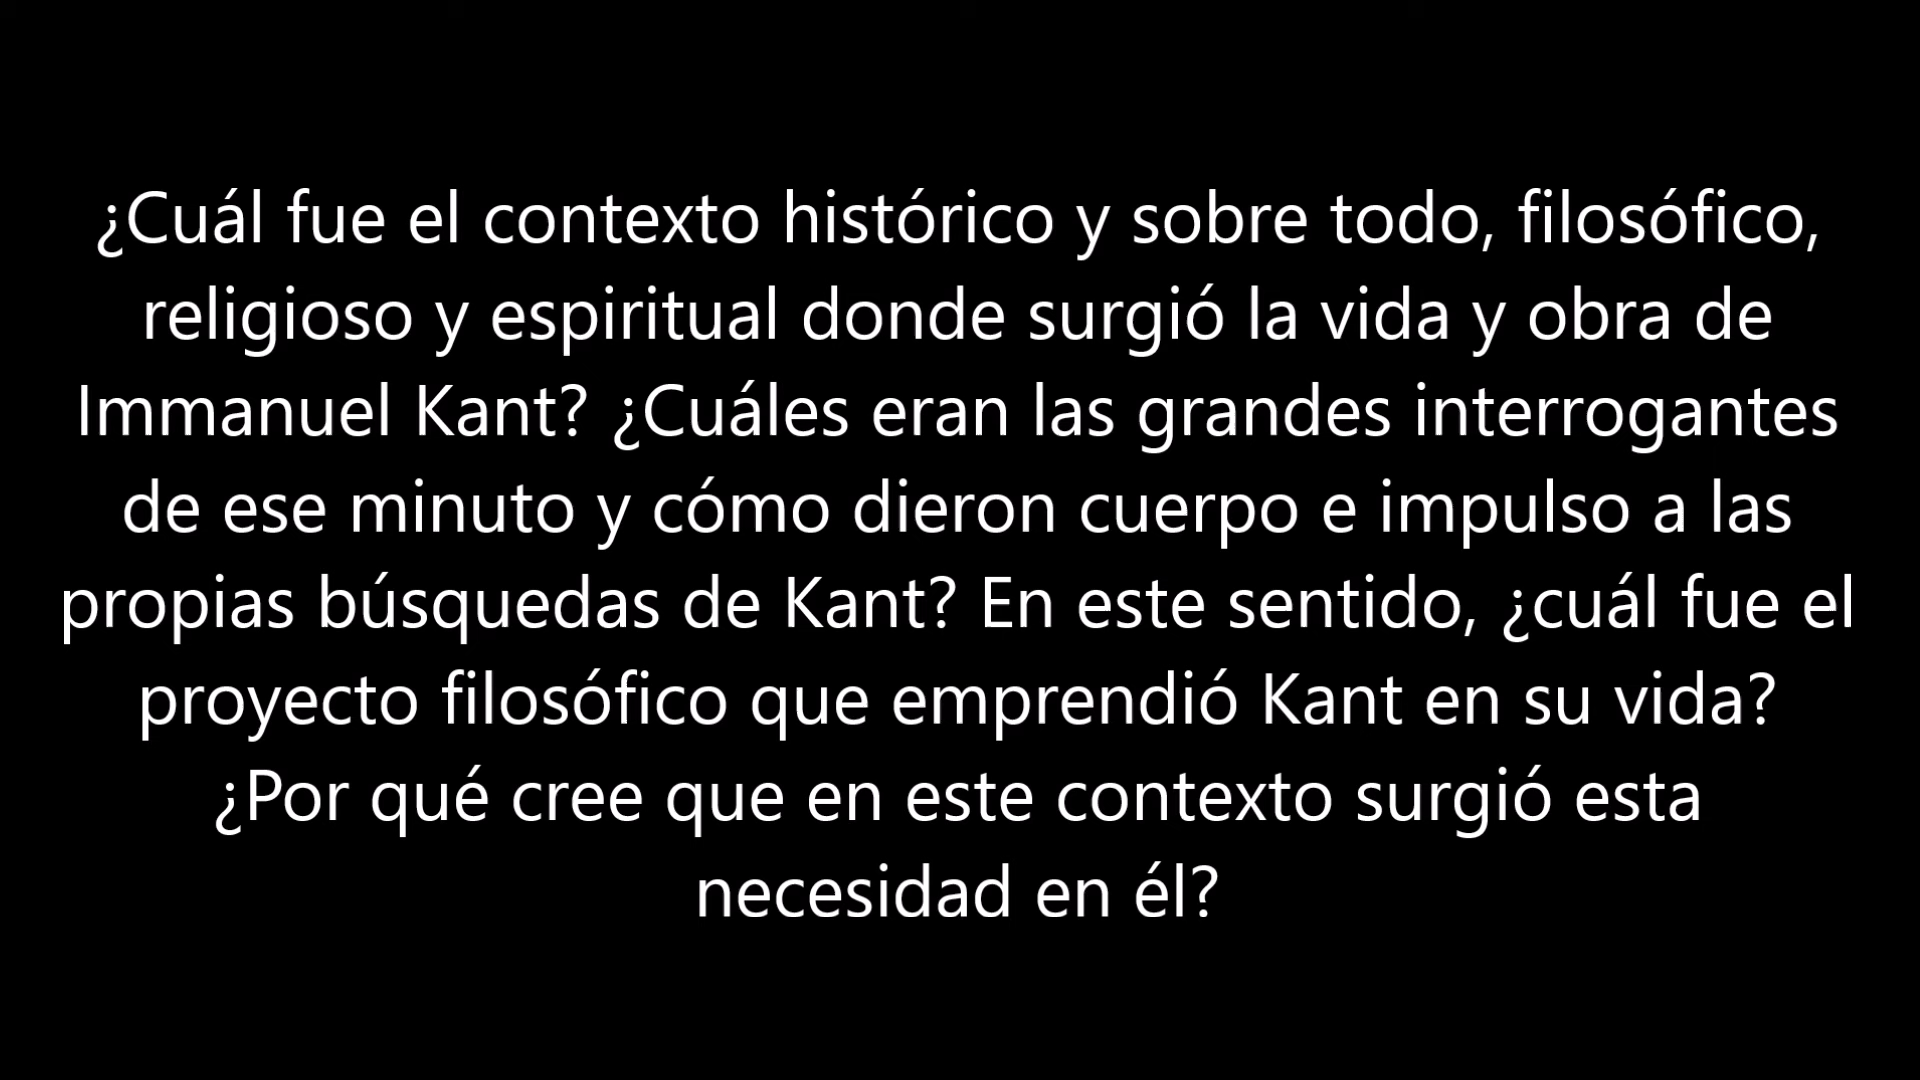 ¿Cuál fue el contexto histórico y sobre todo, filosófico,
religioso y espiritual donde surgió la vida y obra de
Immanuel Kant? ¿Cuáles eran las grandes interrogantes
de ese minuto y cómo dieron cuerpo e impulso a las
propias búsquedas de Kant? En este sentido, ¿cuál fue el
proyecto filosófico que emprendió Kant en su vida?
¿Por qué cree que en este contexto surgió esta
necesidad en él?